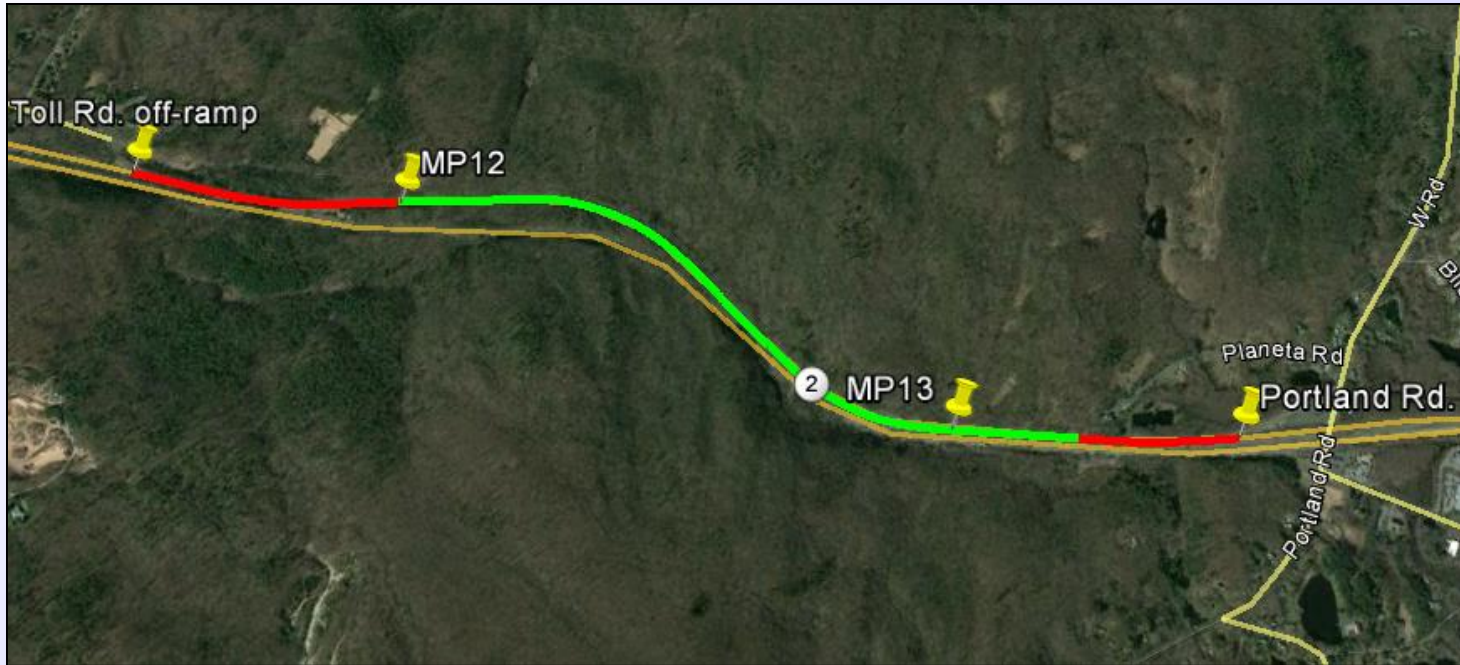 Toll Rd. off-ramp
MP12
W Rd
Planeta Rd
2
MP13
Portland Rd.
Portland Rd